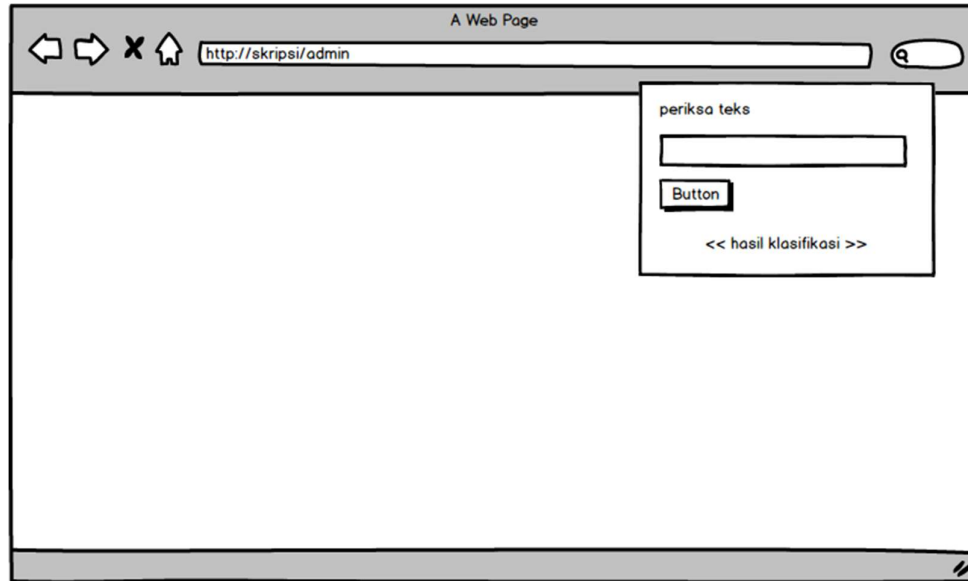 A Web Page
http://skripsi/admin
periksa teks
Button
<< hasil klasifikasi >>